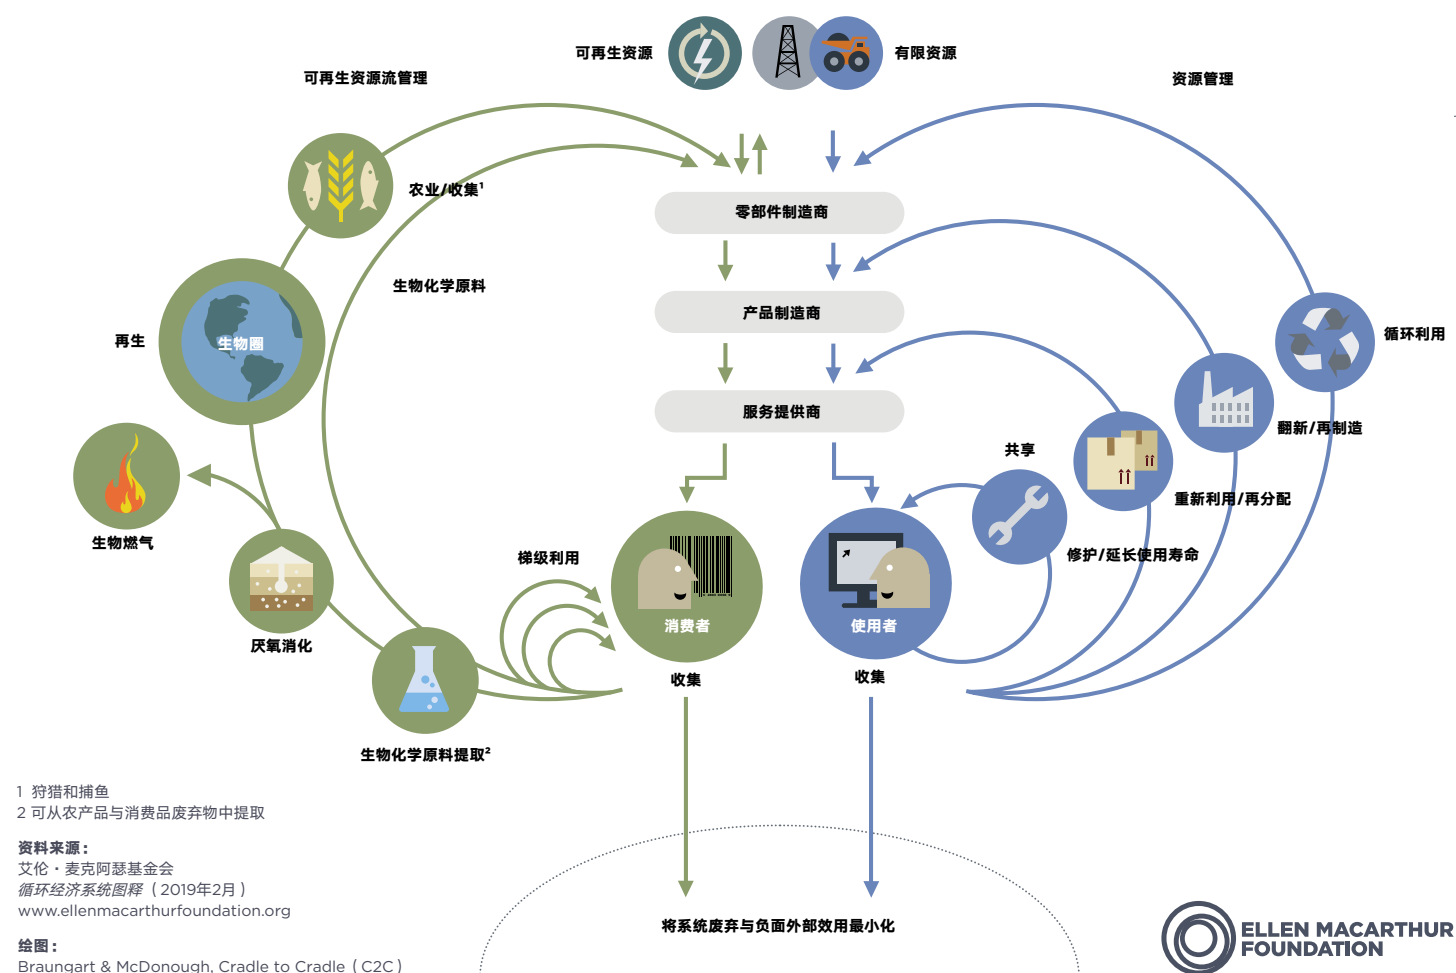 可再生资源
有限资源
可再生资源流管理
资源管理
农业/收集¹
零部件制造商
生物化学原料
产品制造商
循环利用
再生
生物圈
服务提供商
翻新/再制造
共享
重新利用/再分配
生物燃气
梯级利用
修护/延长使用寿命
消费者
使用者
厌氧消化
收集
收集
生物化学原料提取²
1 狩猎和捕鱼
2 可从农产品与消费品废弃物中提取
资料来源：
艾伦·麦克阿瑟基金会
循环经济系统图释（2019年2月）
www.ellenmacarthurfoundation.org
绘图：
Braungart & McDonough, Cradle to Cradle（C2C）
将系统废弃与负面外部效用最小化
ELLEN MACARTHUR
FOUNDATION